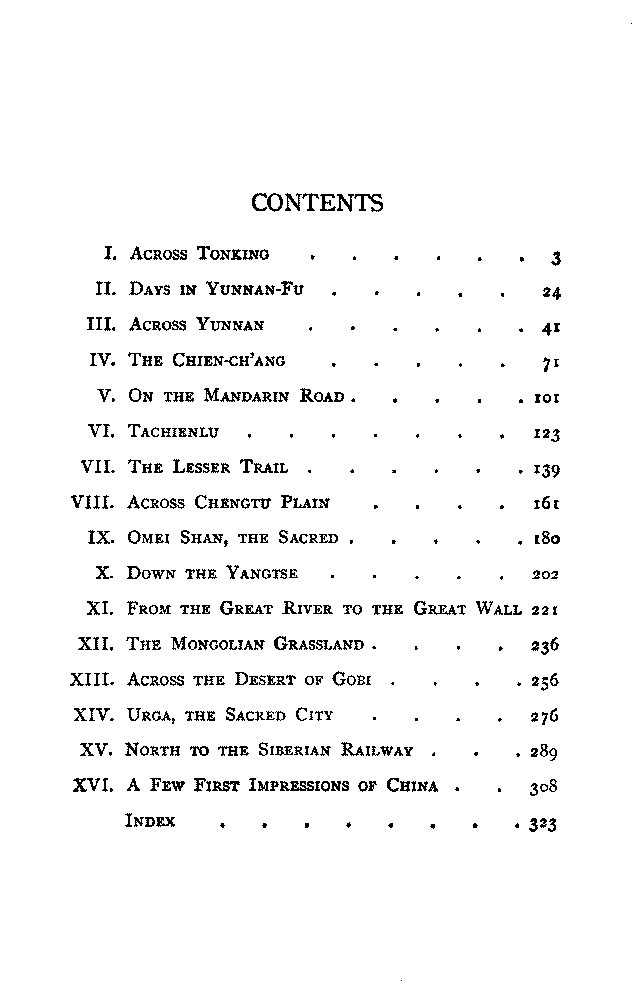 CONTENTS
I. Across Tonking . . . . . . 3
II. Days in Yunnan-Fu . . . . . 24
III. Across Yunnan . . . . . . 41
IV. The Chien-ch'ang . . . . . 71
V. On the Mandarin Road . . . . . 101
VI. Tachienlu . . . . . . . 123
VII. The Lesser Trail . . . . . . 139
VIII. Across Chengtu Plain . . . . 161
IX. Omei Shan, the Sacred . . . . . 180
X. Down the Yangtse . . . . . 202
XI. From the Great River to the Great Wall 221
XII. The Mongolian Grassland . . . . 236
XIII. Across the Desert of Gobi . . . . 256
XIV. Urga, the Sacred City . . . . 276
XV. North to the Siberian Railway . . . 289
XVI. A Few First Impressions of China . . 308
Index . . . . . . . . 323